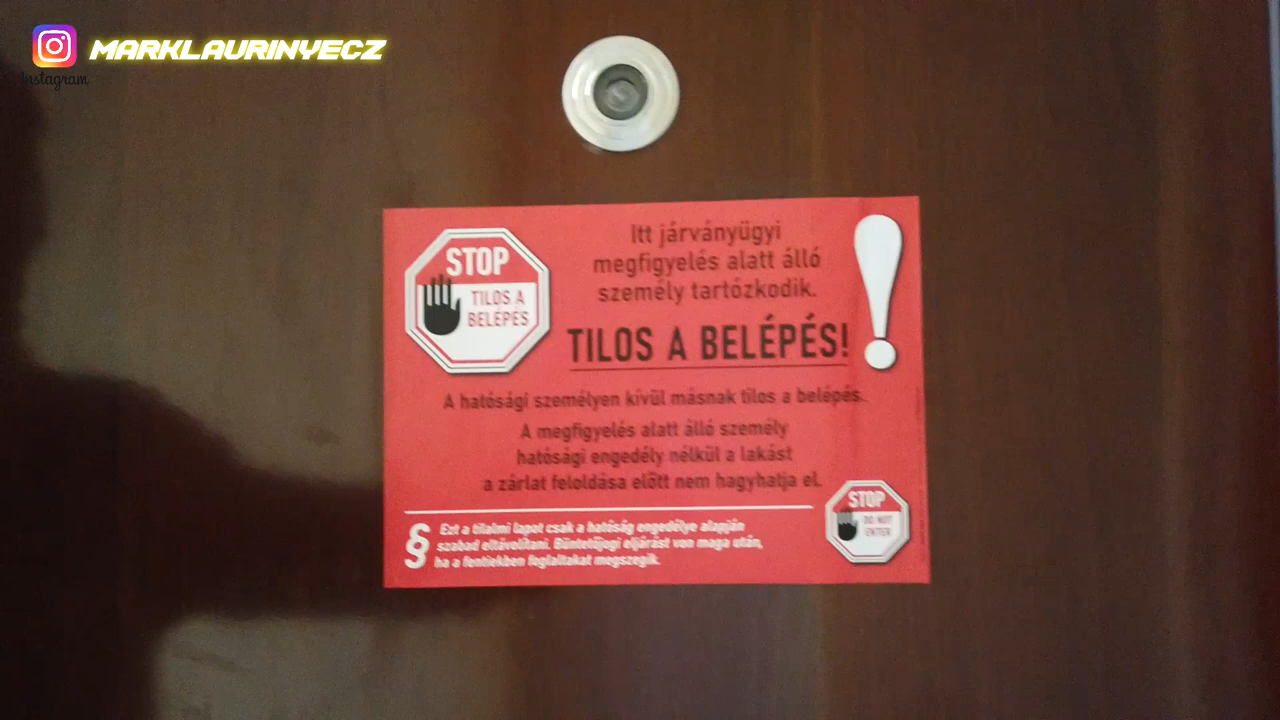 MARKLAURINYECZ
Instagram
Itt járványügyi
megfigyelés alatt álló
személy tartózkodik.
STOP
TILOS A
BELÉPÉS
TILOS A BELÉPÉS!
A hatósági személyen kívül másnak tilos a belépés.
A megfigyelés alatt álló személy
hatósági engedély nélkül a lakást
a zárlat feloldása előtt nem hagyhatja el.
§
Ezt a tilalmi lapot csak a hatóság engedélye alapján
szabad eltávolítani. Büntetőjogi eljárást von maga után,
ha a fentiekben foglaltakat megszegik.
STOP
DO NOT
ENTER